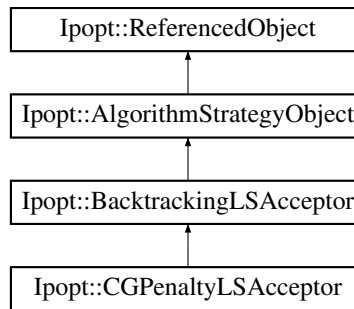 Ipopt::ReferencedObject
Ipopt::AlgorithmStrategyObject
Ipopt::BacktrackingLSAcceptor
Ipopt::CGPenaltyLSAcceptor